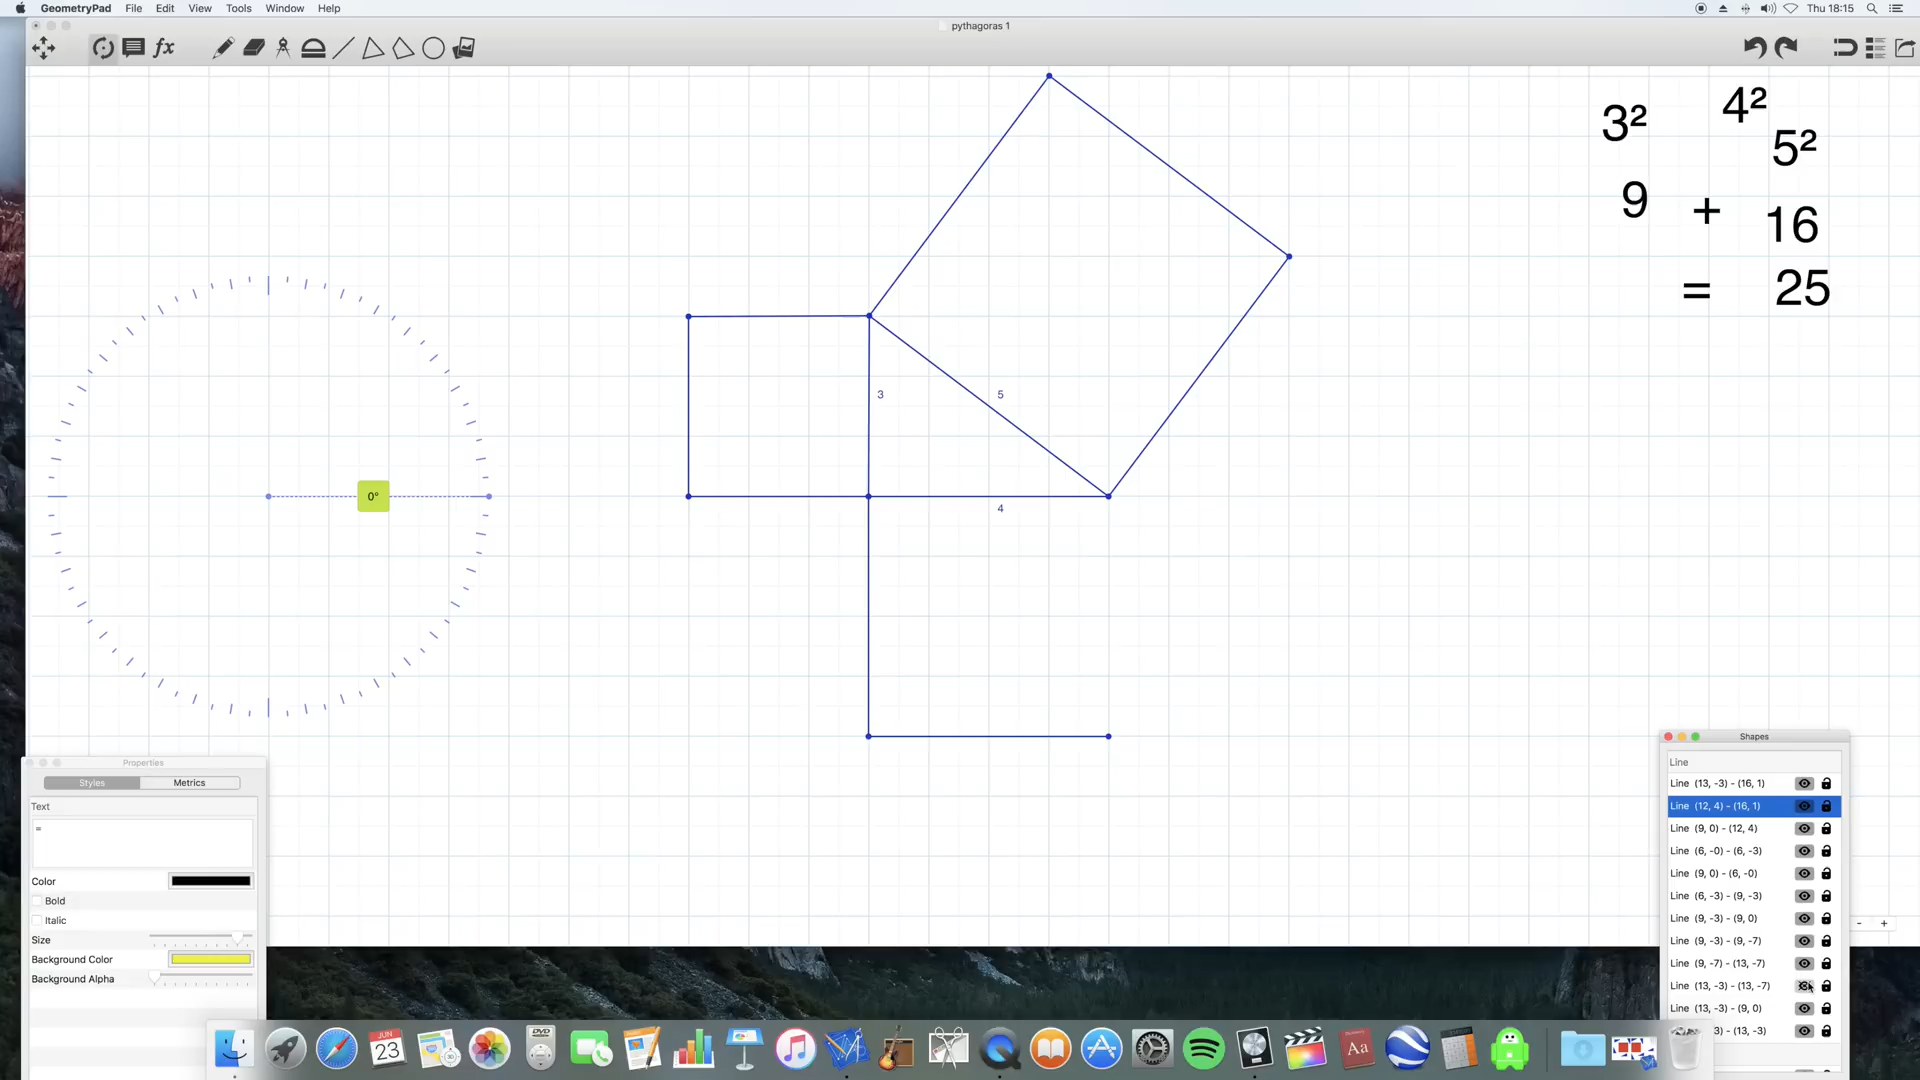 GeometryPad File Edit View Tools Window Help
Thu 18:15
pythagoras 1
fx
3² 4²
5²
9 + 16
= 25
3
5
0°
4
Properties
Styles Metrics
Text
=
Color
Bold
Italic
Size
Background Color
Background Alpha
Shapes
Line
Line (13, -3) - (16, 1)
Line (12, 4) - (16, 1)
Line (9, 0) - (12, 4)
Line (6, -0) - (6, -3)
Line (9, 0) - (6, -0)
Line (6, -3) - (9, -3)
Line (9, -3) - (9, 0)
Line (9, -3) - (9, -7)
Line (9, -7) - (13, -7)
Line (13, -3) - (13, -7)
Line (13, -3) - (9, 0)
3) - (13, -3)
- +
JUN
23
DVD
Aa